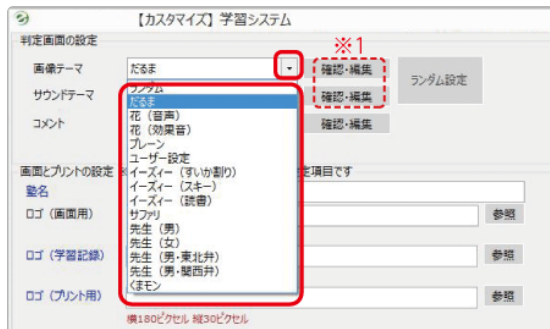 【カスタマイズ】学習システム
判定画面の設定
※1
画像テーマ だるま 確認・編集 ランダム設定
サウンドテーマ 確認・編集
コメント 確認・編集
ランダム
だるま
花（音声）
花（効果音）
プレーン
ユーザー設定
イーズィー（すいか割り）
イーズィー（スキー）
イーズィー（読書）
サファリ
先生（男）
先生（女）
先生（男・東北弁）
先生（男・関西弁）
くまモン
画面とプリントの設定 定項目です
塾名
ロゴ（画面用） 参照
ロゴ（学習記録） 参照
ロゴ（プリント用） 参照
横180ピクセル 縦30ピクセル